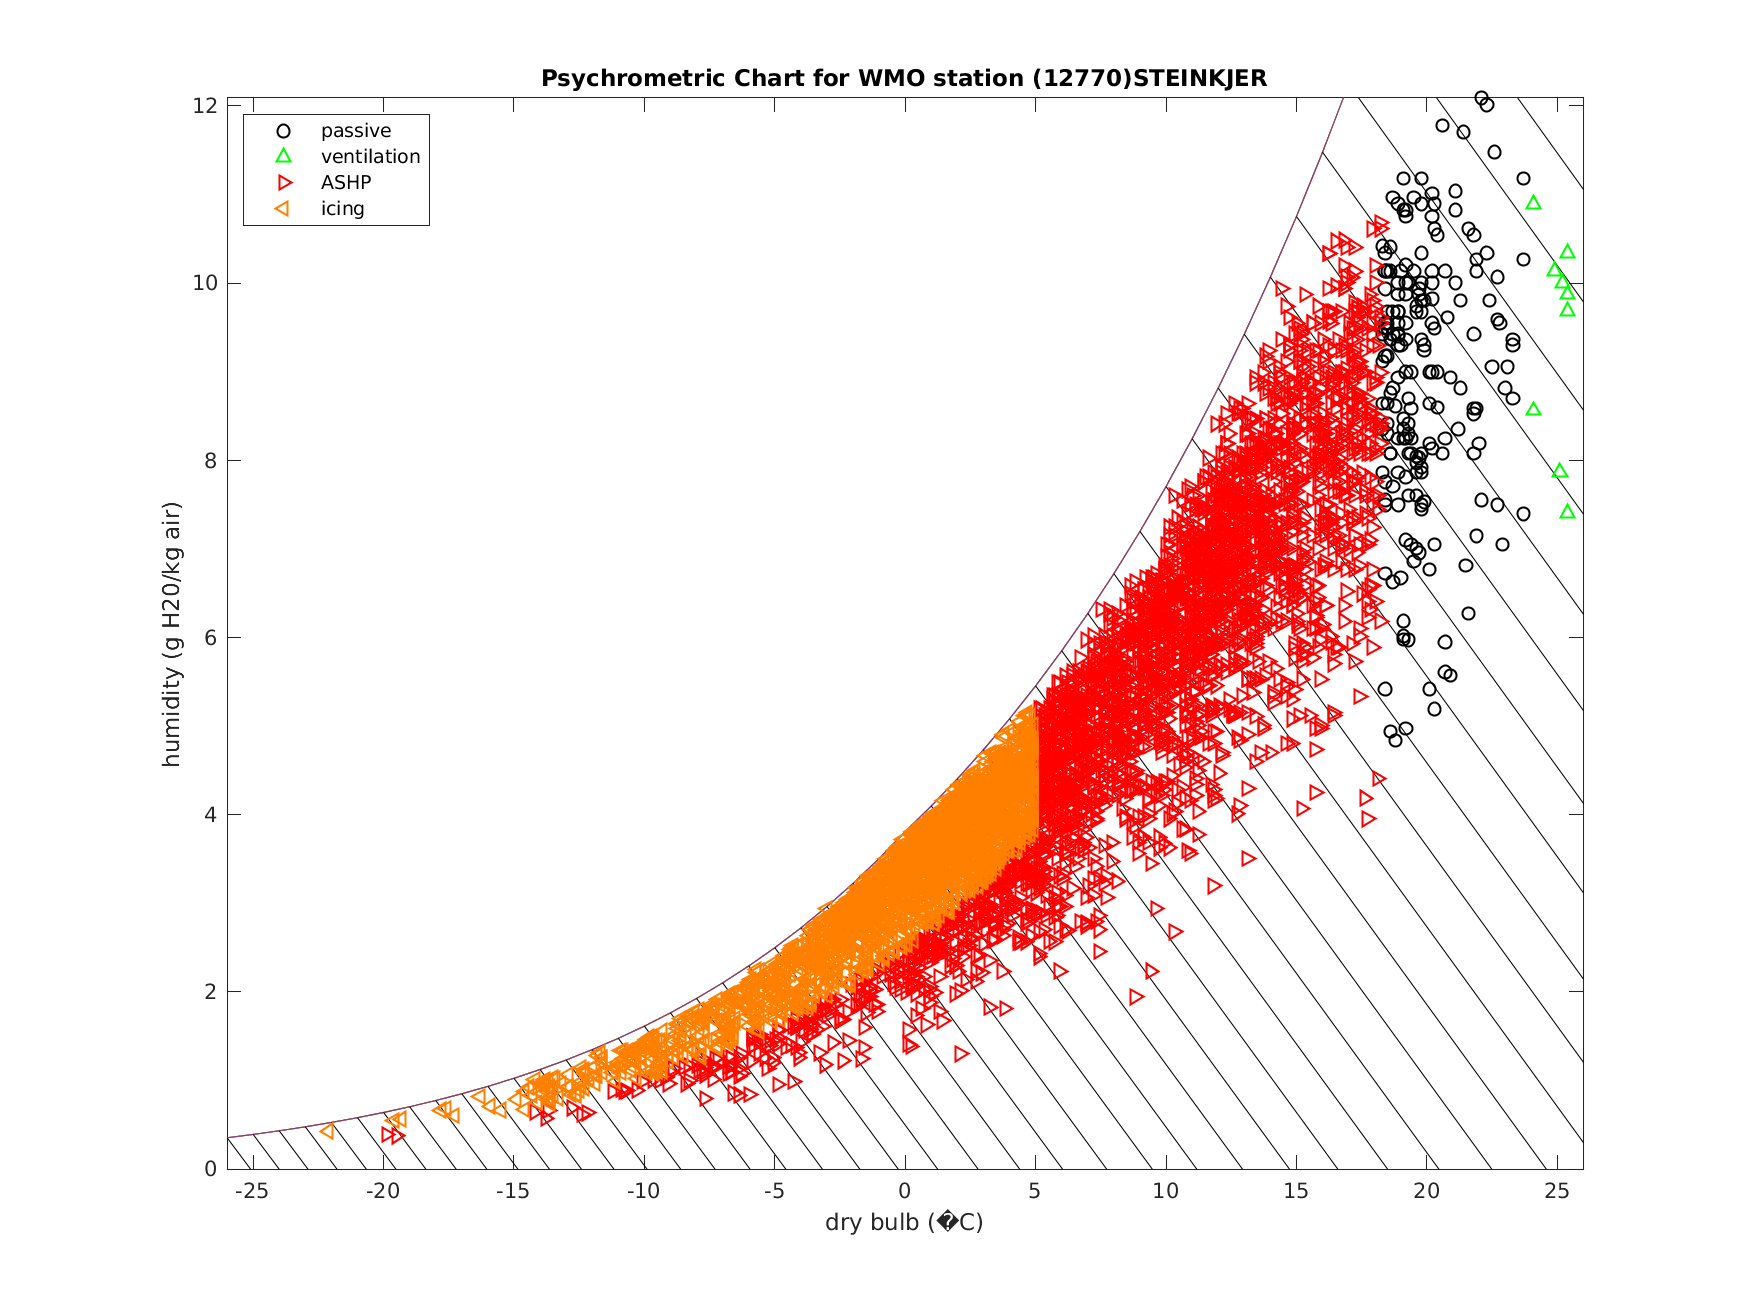 Psychrometric Chart for WMO station (12770)STEINKJER
passive
ventilation
ASHP
icing
humidity (g H20/kg air)
12
10
8
6
4
2
0
-25 -20 -15 -10 -5 0 5 10 15 20 25
dry bulb (�C)